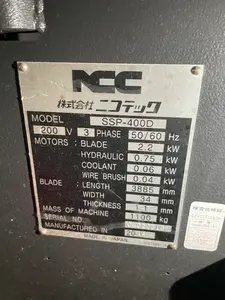 NCC
株式会社 ニコテック
MODEL SSP-400D
200 V 3 PHASE 50/60 Hz
MOTORS : BLADE 2.2 kW
HYDRAULIC 0.75 kW
COOLANT 0.06 kW
WIRE BRUSH 0.04 kW
BLADE : LENGTH 3885 mm
WIDTH 34 mm
THICKNESS 1.1 mm
MASS OF MACHINE 1100 kg
SERIAL NO
MANUFACTURED IN
MADE IN JAPAN